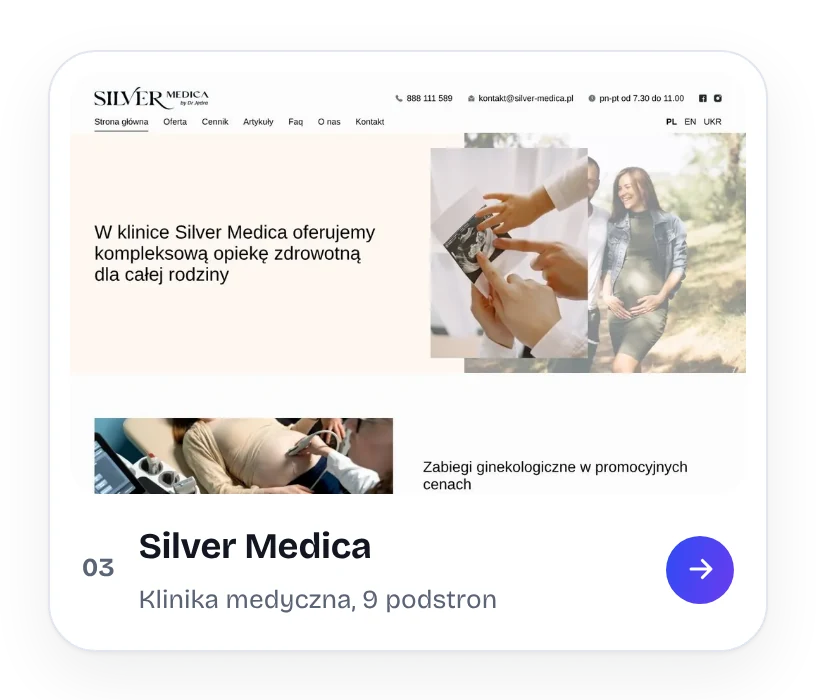 SILVER MEDICA
by Dr Jędra
888 111 589 kontakt@silver-medica.pl pn-pt od 7.30 do 11.00
Strona główna Oferta Cennik Artykuły Faq O nas Kontakt PL EN UKR
W klinice Silver Medica oferujemy
kompleksową opiekę zdrowotną
dla całej rodziny
Zabiegi ginekologiczne w promocyjnych
cenach
03
Silver Medica
Klinika medyczna, 9 podstron